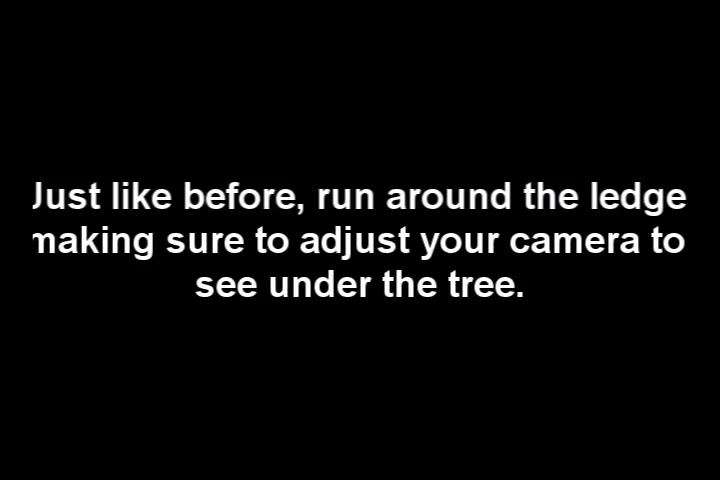 Just like before, run around the ledge
making sure to adjust your camera to
see under the tree.